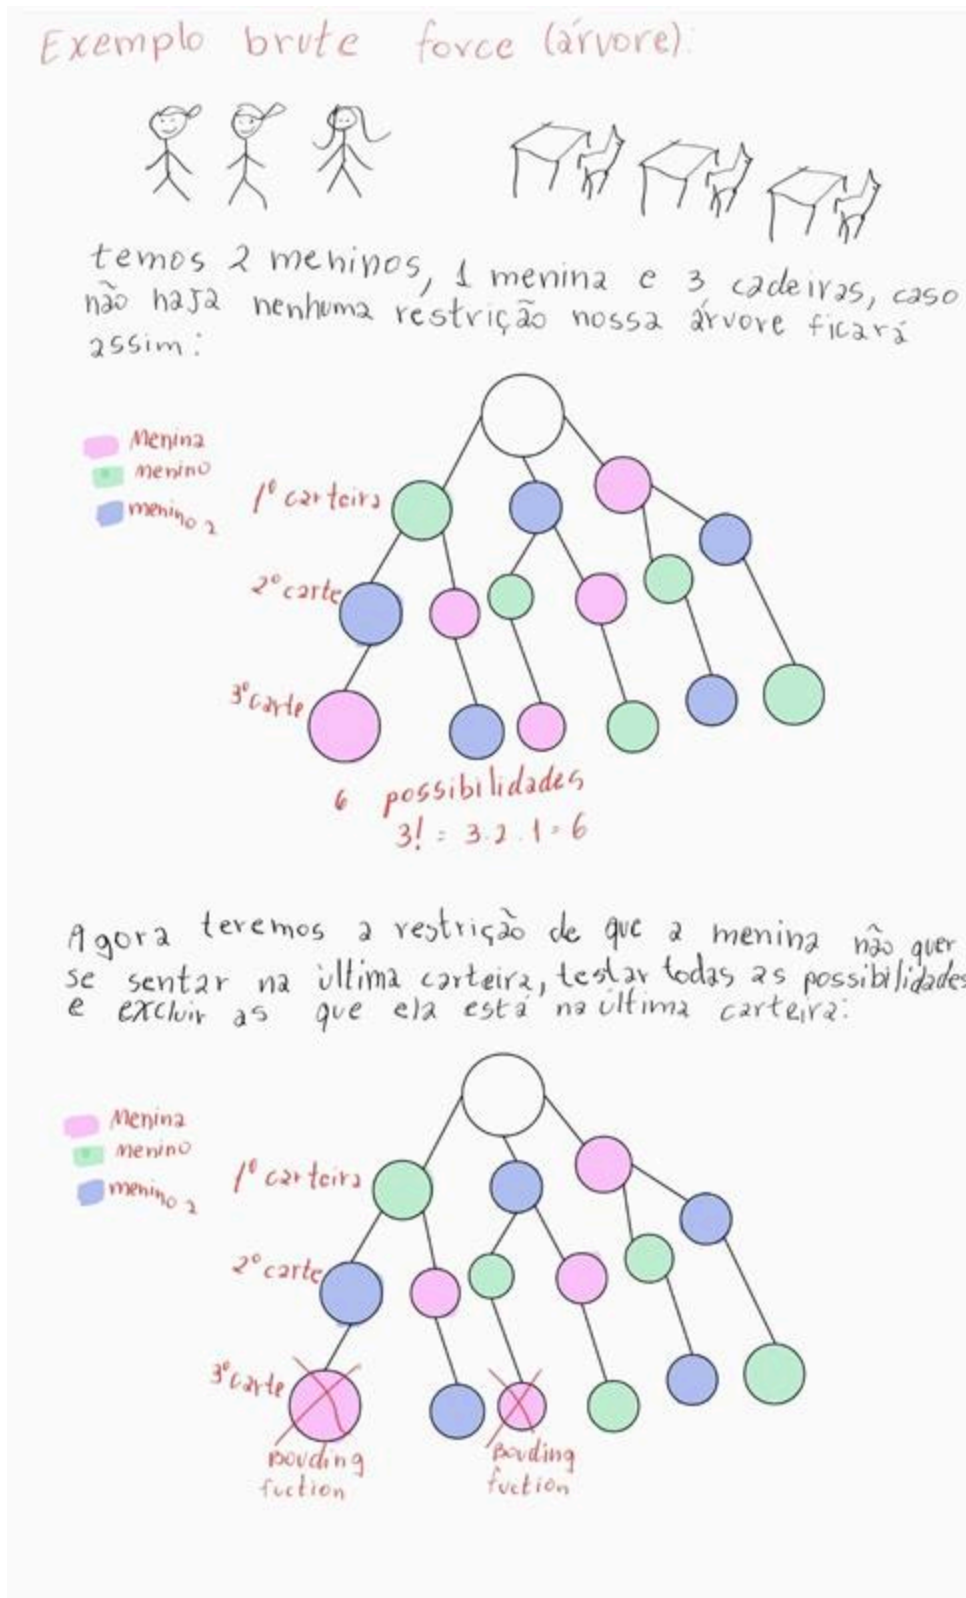 Exemplo brute force (árvore):
temos 2 meninos, 1 menina e 3 cadeiras, caso
não haja nenhuma restrição nossa árvore ficará
assim:
Menina
menino
menino 2
1º carteira
2º carte
3º carte
6 possibilidades
3! = 3.2.1 = 6
Agora teremos a restrição de que a menina não quer
se sentar na última carteira, testar todas as possibilidades
e excluir as que ela está na última carteira:
Menina
menino
menino 2
1º carteira
2º carte
3º carte
Bouding
fuction
Bouding
fuction